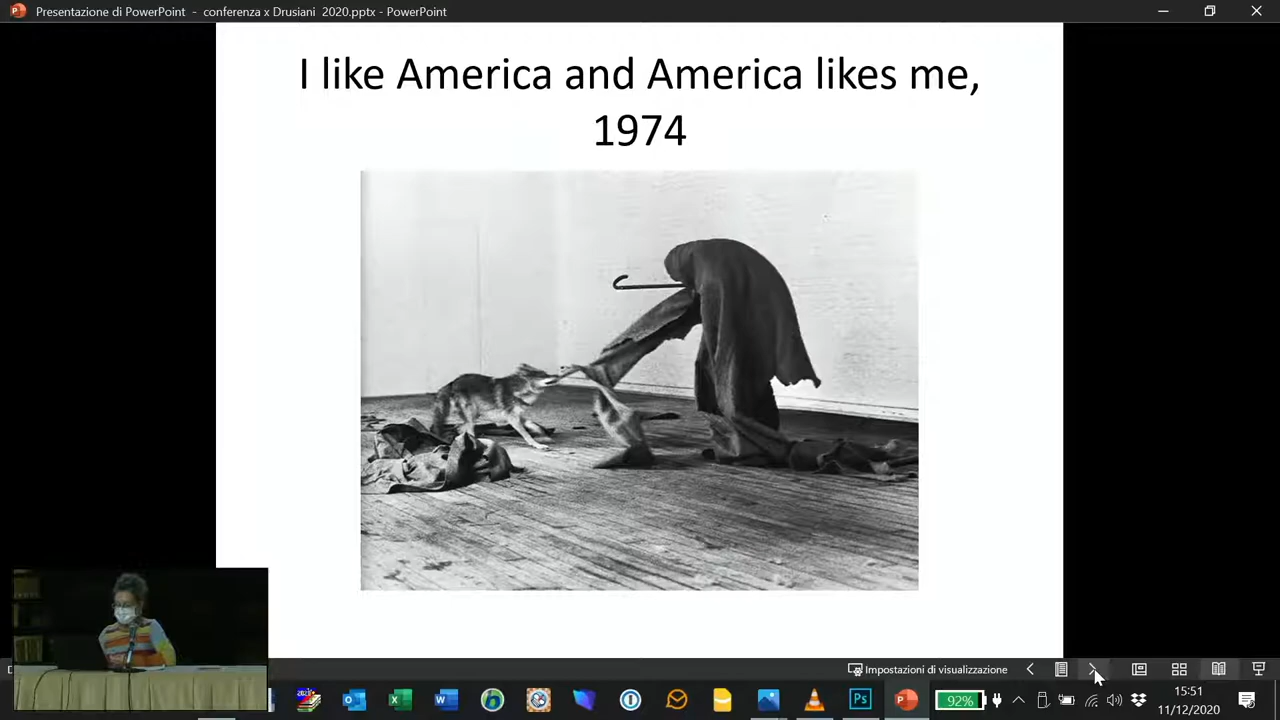 Presentazione di PowerPoint - conferenza x Drusiani 2020.pptx - PowerPoint
I like America and America likes me,
1974
Impostazioni di visualizzazione
Ps
92%
15:51
11/12/2020